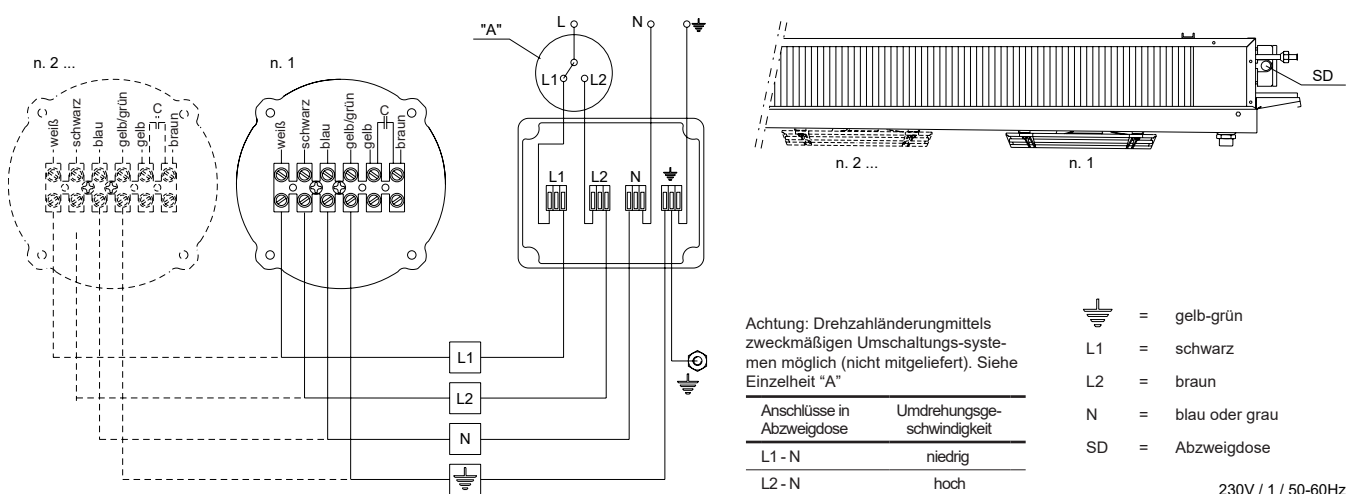 n. 2 ...
weiß
schwarz
blau
gelb/grün
gelb
C
braun
n. 1
weiß
schwarz
blau
gelb/grün
gelb
C
braun
"A"
L
N
L1
L2
L1
L2
N
L1
L2
N
SD
n. 2 ...
n. 1
Achtung: Drehzahländerungmittels
zweckmäßigen Umschaltungs-syste-
men möglich (nicht mitgeliefert). Siehe
Einzelheit “A”
Anschlüsse in
Abzweigdose
Umdrehungsge-
schwindigkeit
L1 - N niedrig
L2 - N hoch
= gelb-grün
L1 = schwarz
L2 = braun
N = blau oder grau
SD = Abzweigdose
230V / 1 / 50-60Hz